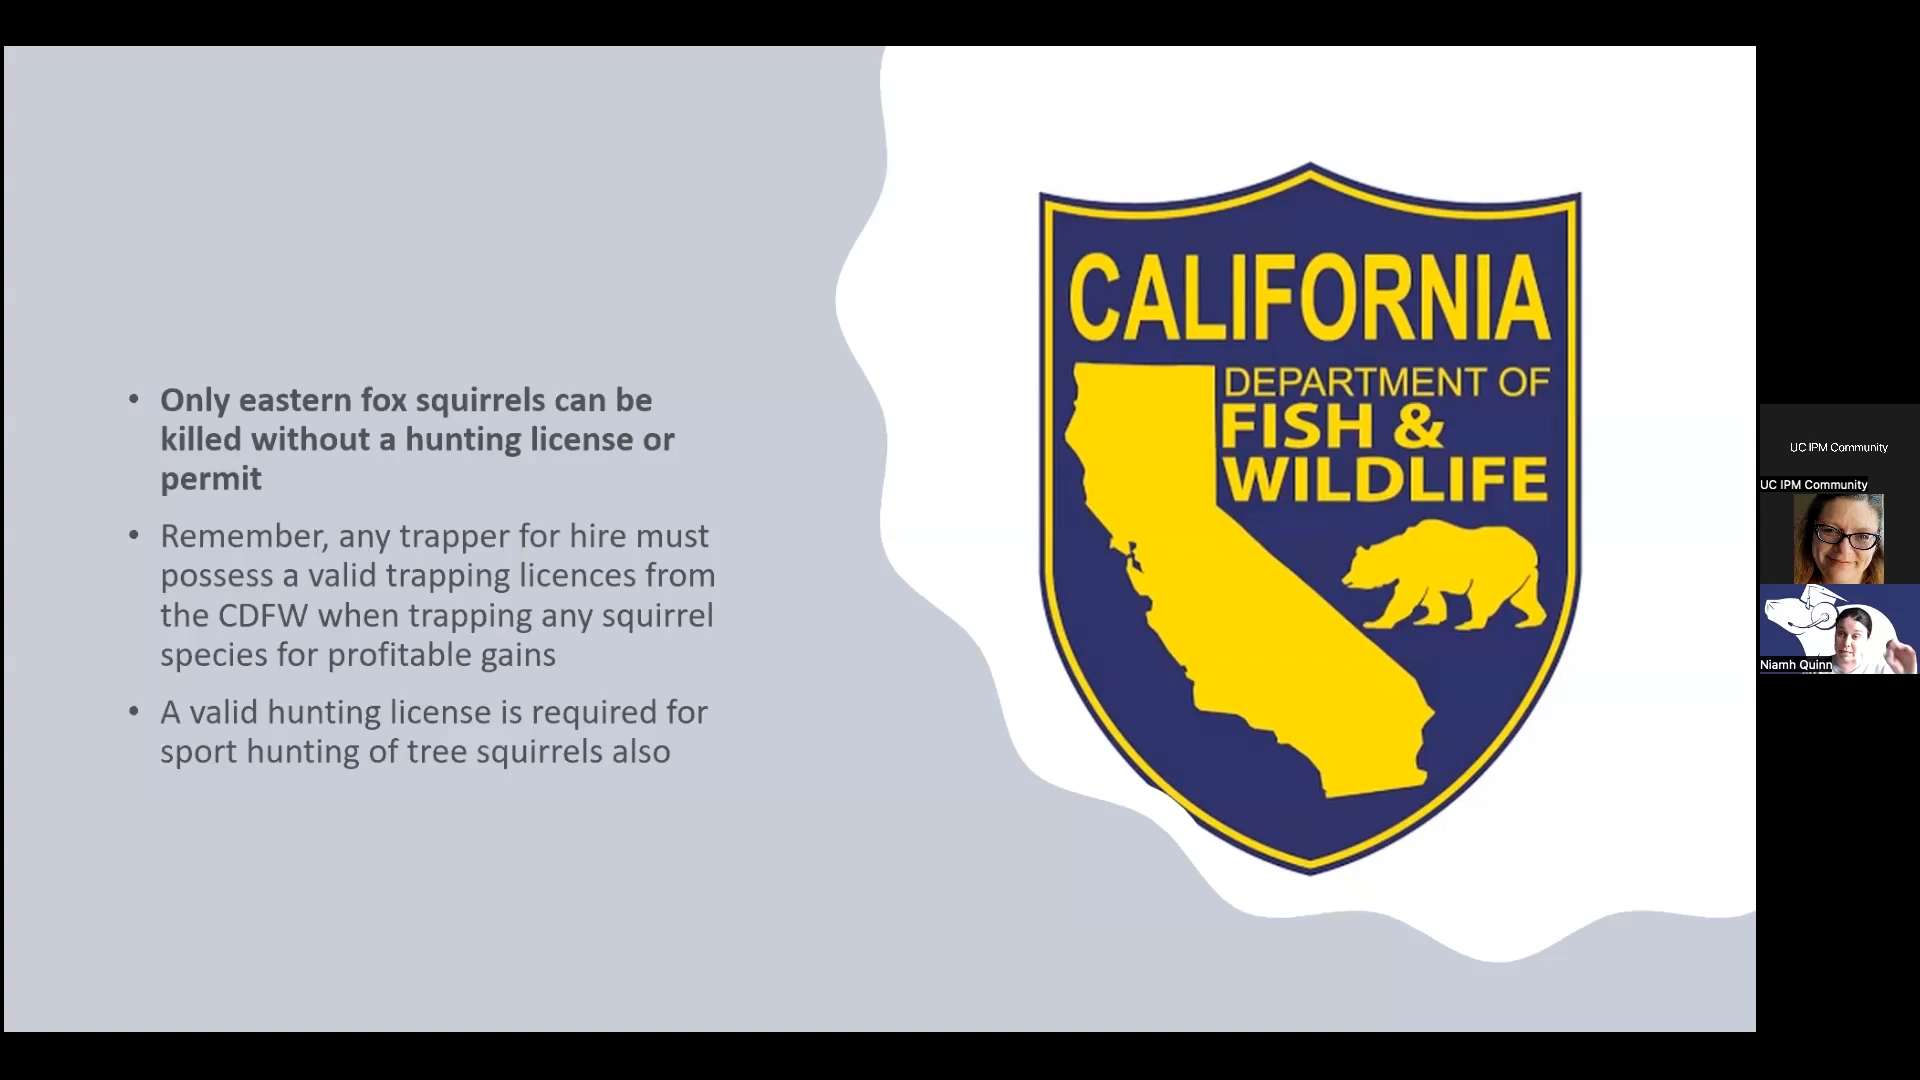 • Only eastern fox squirrels can be
killed without a hunting license or
permit
• Remember, any trapper for hire must
possess a valid trapping licences from
the CDFW when trapping any squirrel
species for profitable gains
• A valid hunting license is required for
sport hunting of tree squirrels also
CALIFORNIA
DEPARTMENT OF
FISH &
WILDLIFE
UC IPM Community
UC IPM Community
Niamh Quinn